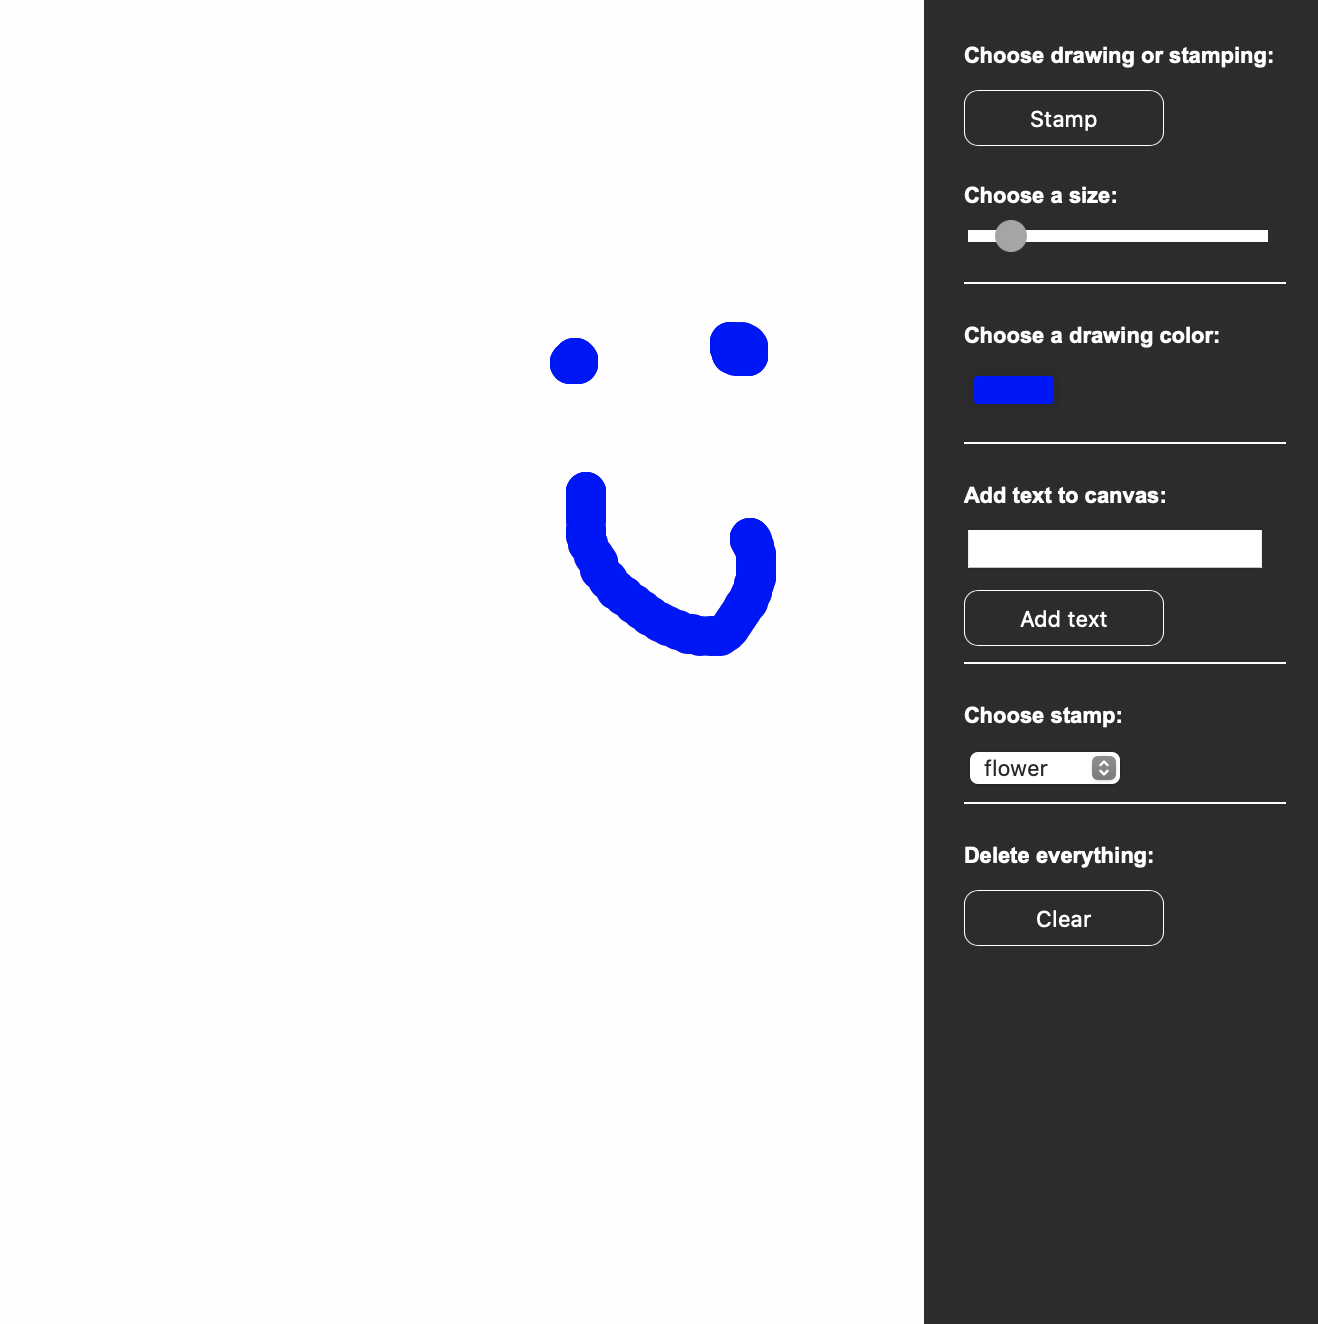 Choose drawing or stamping:
Stamp
Choose a size:
Choose a drawing color:
Add text to canvas:
Add text
Choose stamp:
flower
Delete everything:
Clear